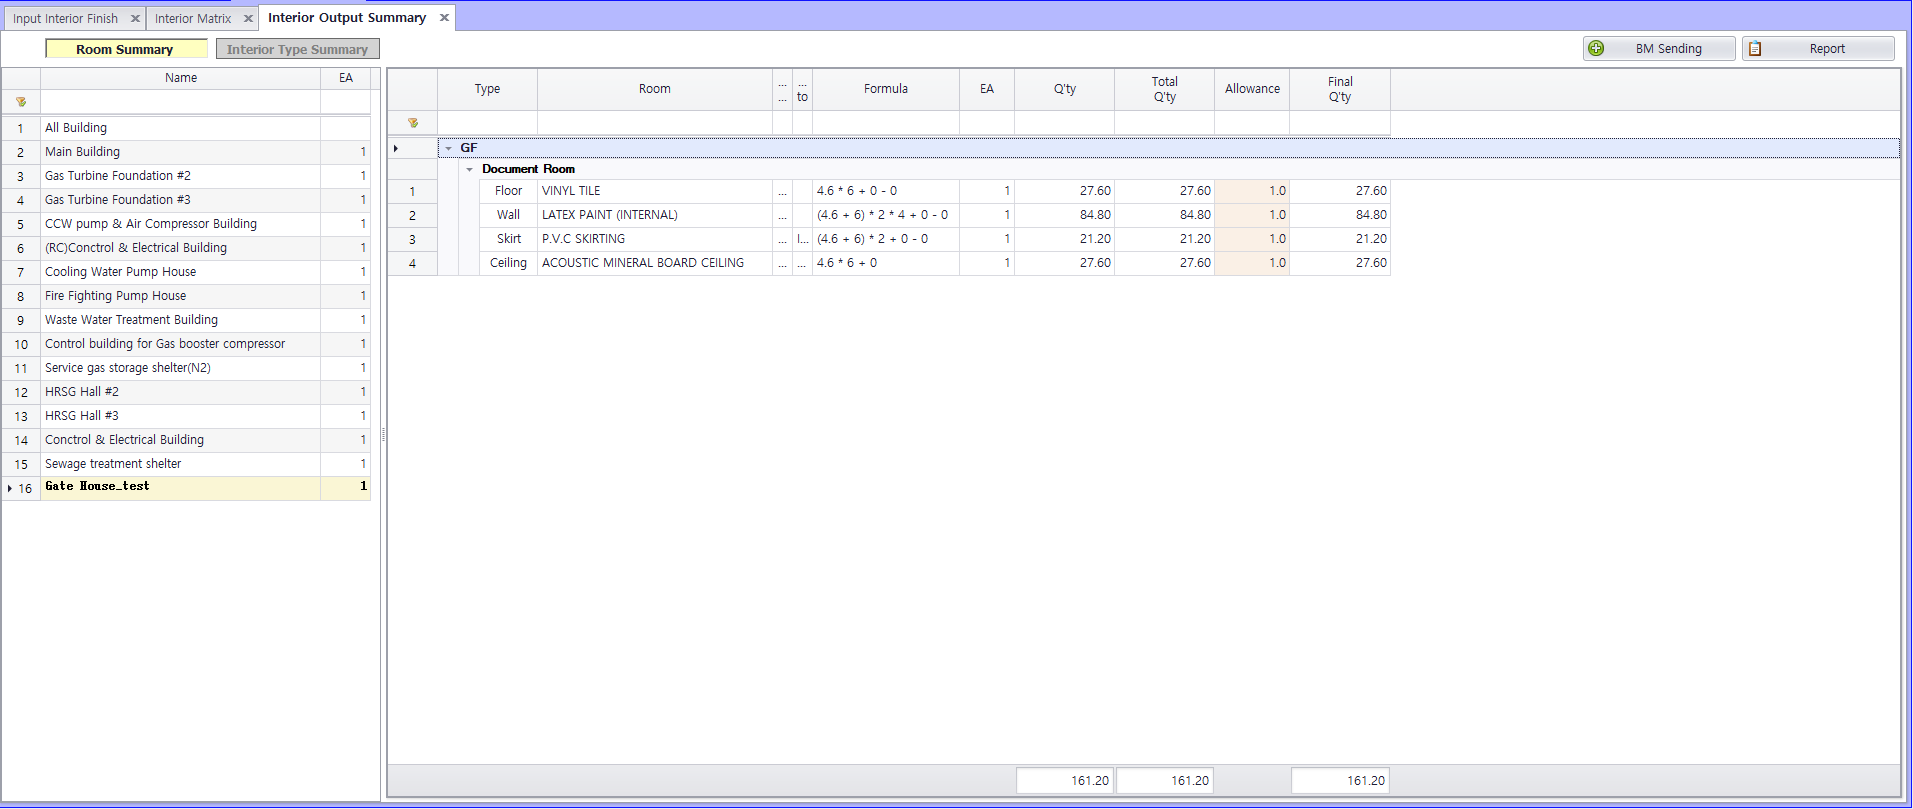 Input Interior Finish
Interior Matrix
Interior Output Summary
Room Summary
Interior Type Summary
BM Sending
Report
Name EA
1 All Building
2 Main Building 1
3 Gas Turbine Foundation #2 1
4 Gas Turbine Foundation #3 1
5 CCW pump & Air Compressor Building 1
6 (RC)Conctrol & Electrical Building 1
7 Cooling Water Pump House 1
8 Fire Fighting Pump House 1
9 Waste Water Treatment Building 1
10 Control building for Gas booster compressor 1
11 Service gas storage shelter(N2) 1
12 HRSG Hall #2 1
13 HRSG Hall #3 1
14 Conctrol & Electrical Building 1
15 Sewage treatment shelter 1
16 Gate House_test 1
Type Room ... ... ... to Formula EA Q'ty Total Q'ty Allowance Final Q'ty
GF
Document Room
1 Floor VINYL TILE ... 4.6 * 6 + 0 - 0 1 27.60 27.60 1.0 27.60
2 Wall LATEX PAINT (INTERNAL) ... (4.6 + 6) * 2 * 4 + 0 - 0 1 84.80 84.80 1.0 84.80
3 Skirt P.V.C SKIRTING ... I... (4.6 + 6) * 2 + 0 - 0 1 21.20 21.20 1.0 21.20
4 Ceiling ACOUSTIC MINERAL BOARD CEILING ... ... 4.6 * 6 + 0 1 27.60 27.60 1.0 27.60
161.20 161.20 161.20